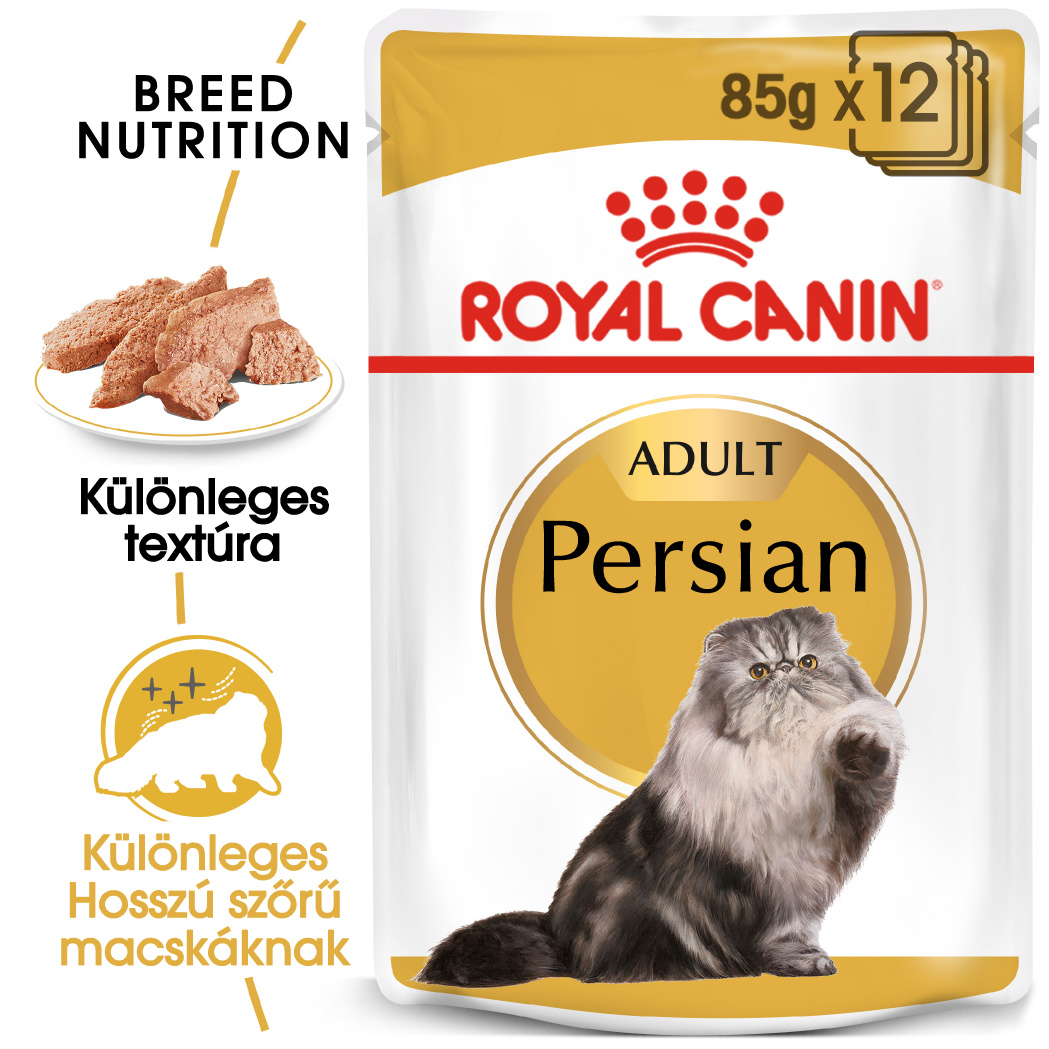 BREED
NUTRITION
Különleges
textúra
Különleges
Hosszú szőrű
macskáknak
85g x12
ROYAL CANIN®
ADULT
Persian